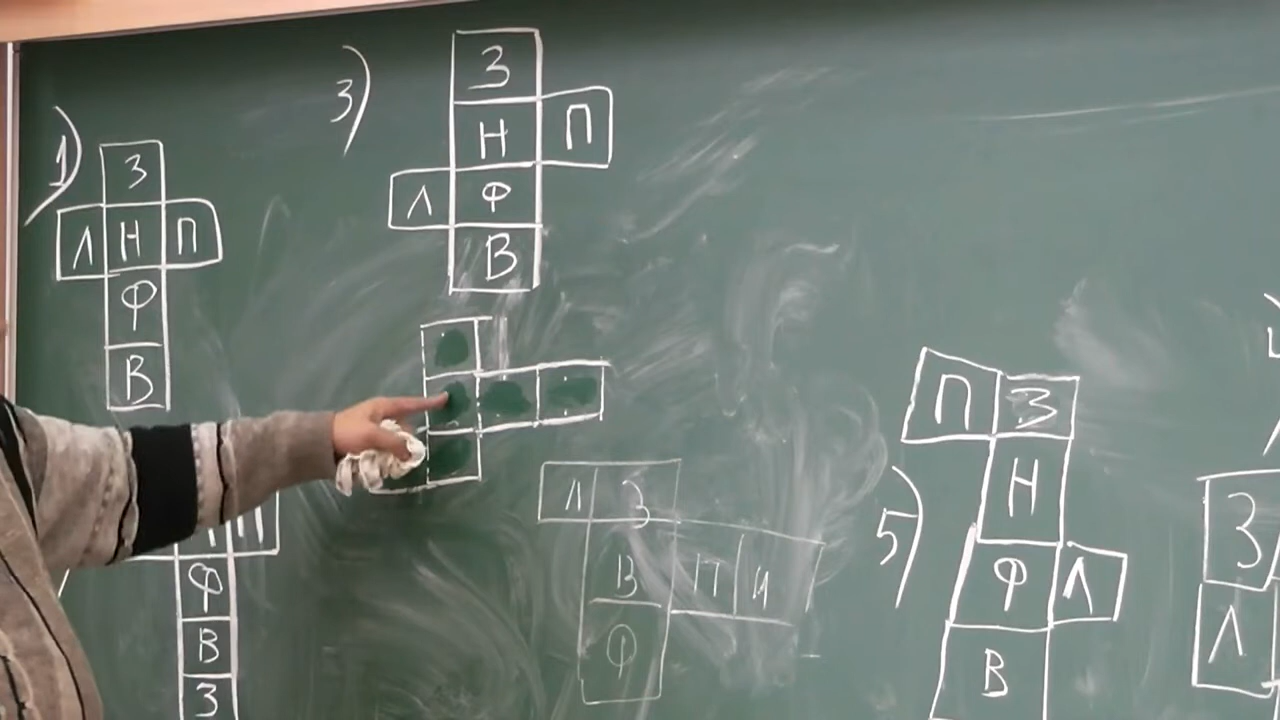 1)
З
Л Н П
Ф
В
3)
З
Н П
Л Ф
В
П
Ф
В
З
Л З
В П И
Ф
5)
П З
Н
Ф Л
В
З
Л